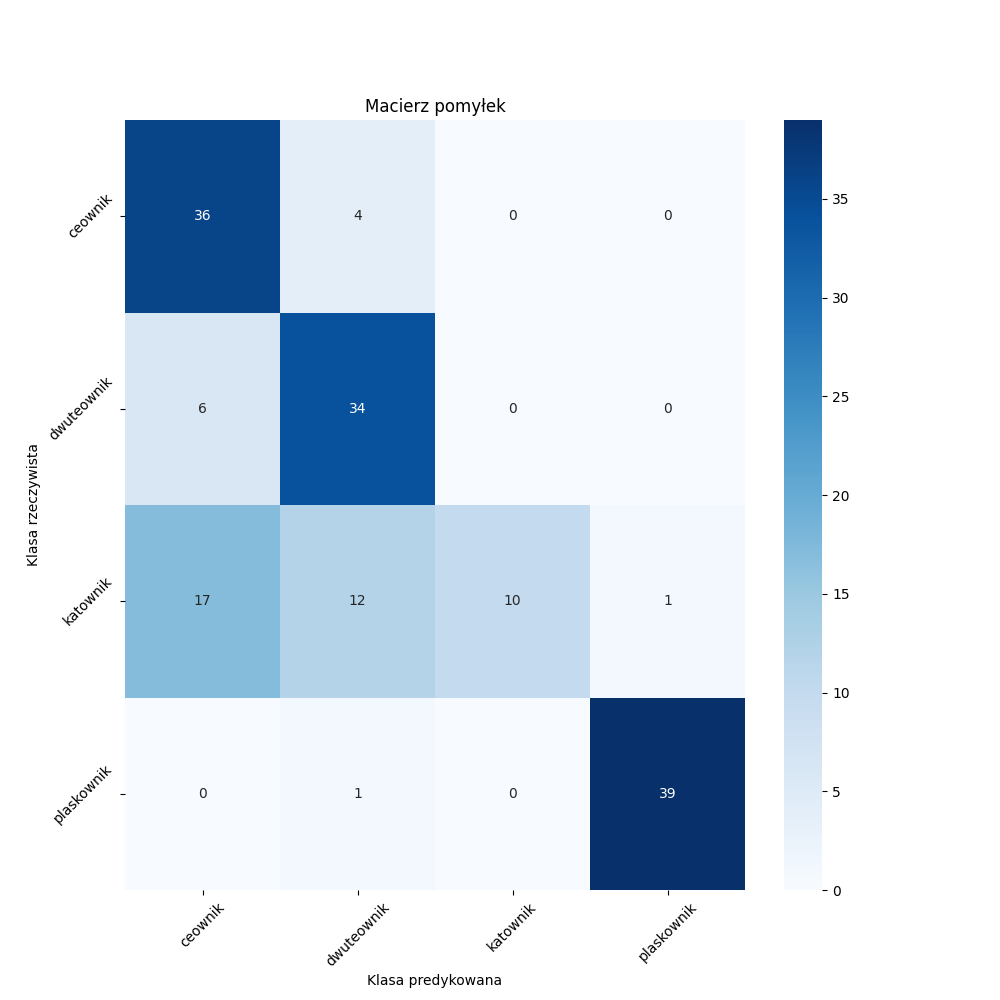 Macierz pomyłek
ceownik
36 4 0 0
dwuteownik
6 34 0 0
katownik
17 12 10 1
plaskownik
0 1 0 39
Klasa rzeczywista
ceownik dwuteownik katownik plaskownik
Klasa predykowana
35
30
25
20
15
10
5
0